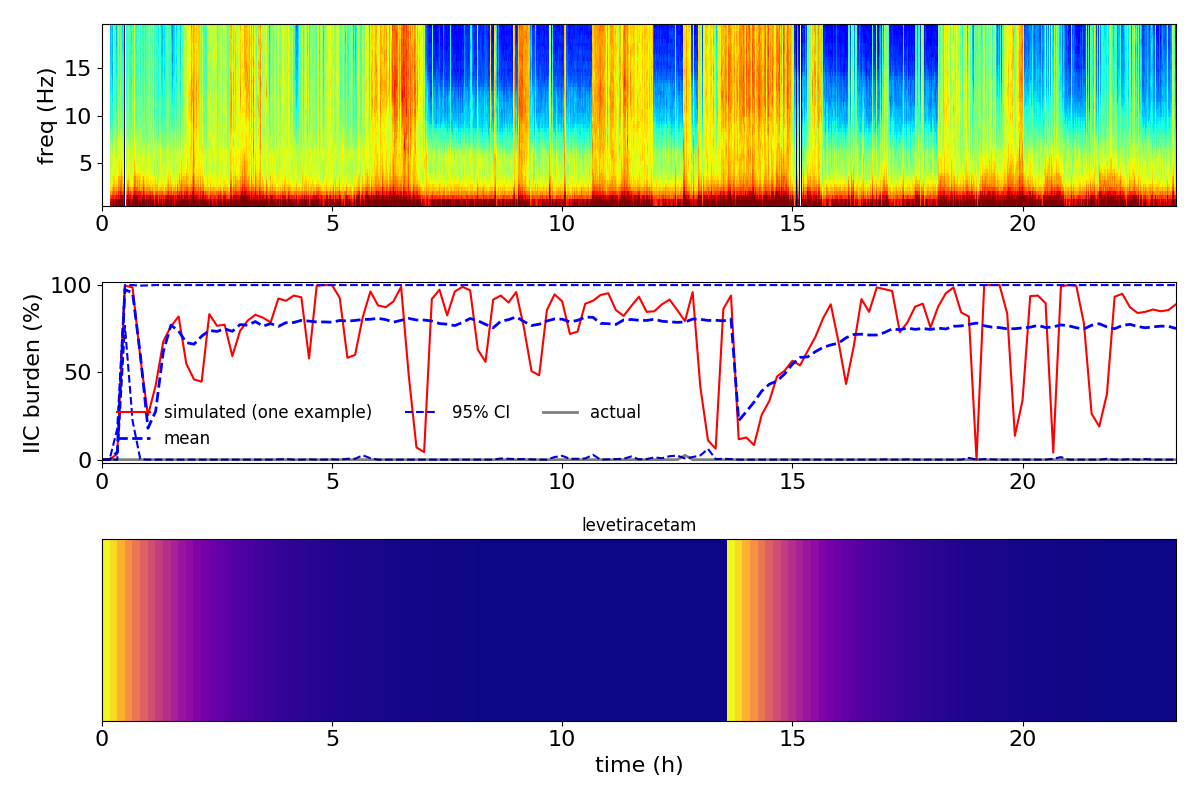 freq (Hz)
15
10
5
0 5 10 15 20
IIC burden (%)
100
50
0
simulated (one example) 95% CI actual
mean
0 5 10 15 20
levetiracetam
0 5 10 15 20
time (h)